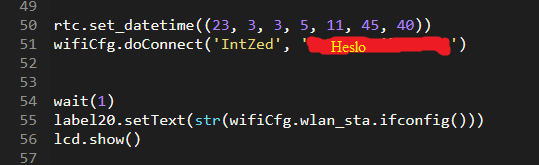 49
50 rtc.set_datetime((23, 3, 3, 5, 11, 45, 40))
51 wifiCfg.doConnect('IntZed', 'Heslo')
52
53
54 wait(1)
55 label20.setText(str(wifiCfg.wlan_sta.ifconfig()))
56 lcd.show()
57